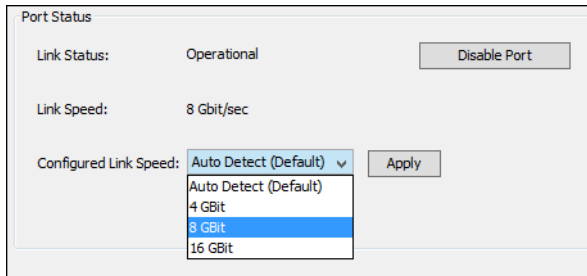 Port Status
Link Status: Operational Disable Port
Link Speed: 8 Gbit/sec
Configured Link Speed: Auto Detect (Default) Apply
Auto Detect (Default)
4 GBit
8 GBit
16 GBit